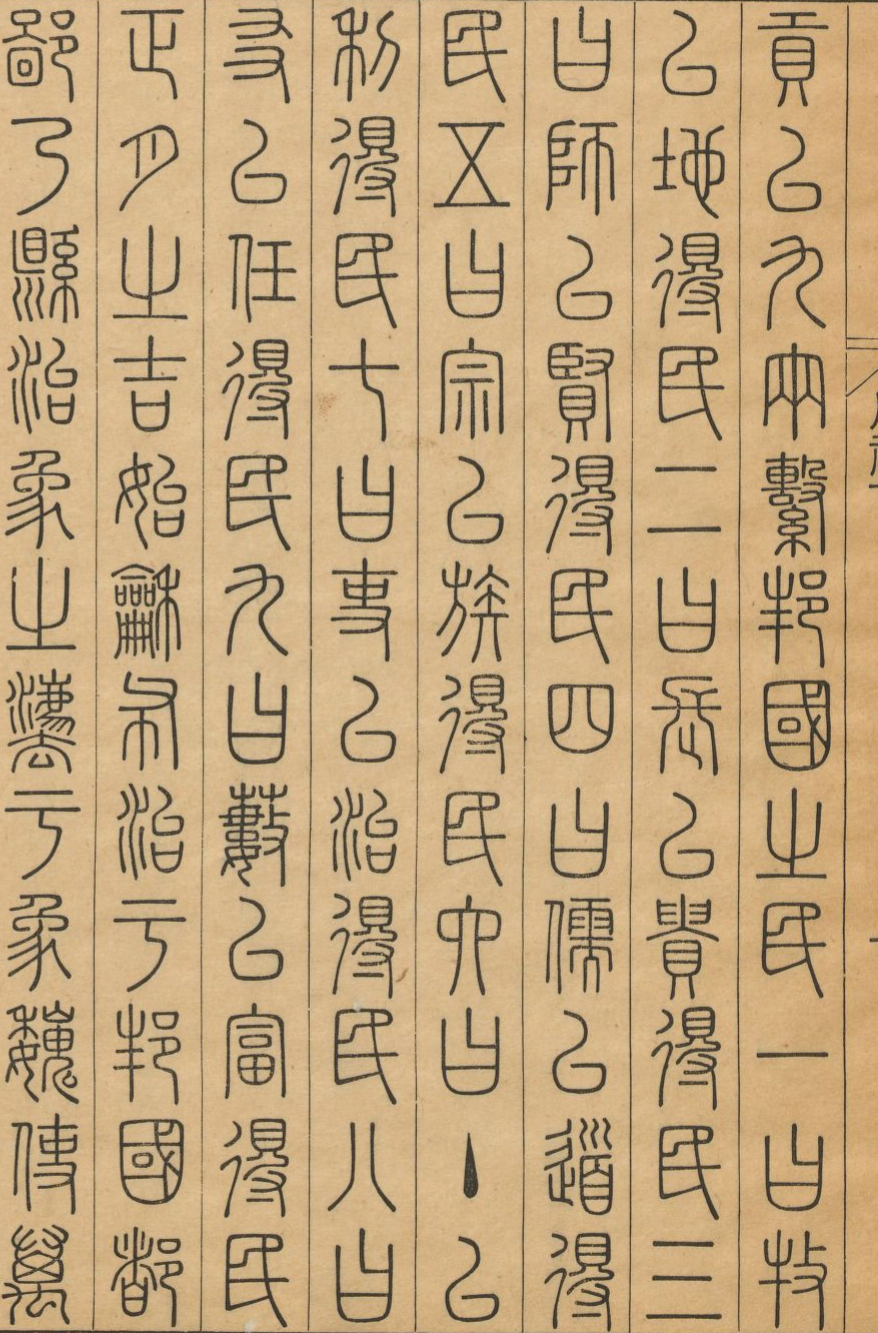 貢以九兩繫邦國之民一曰牧
以地得民二曰長以貴得民三
曰師以賢得民四曰儒以道得
民五曰宗以族得民六曰主以
利得民七曰吏以治得民八曰
友以任得民九曰藪以富得民
正月之吉始龢布治于邦國都
鄙乃縣治象之灋于象魏使萬